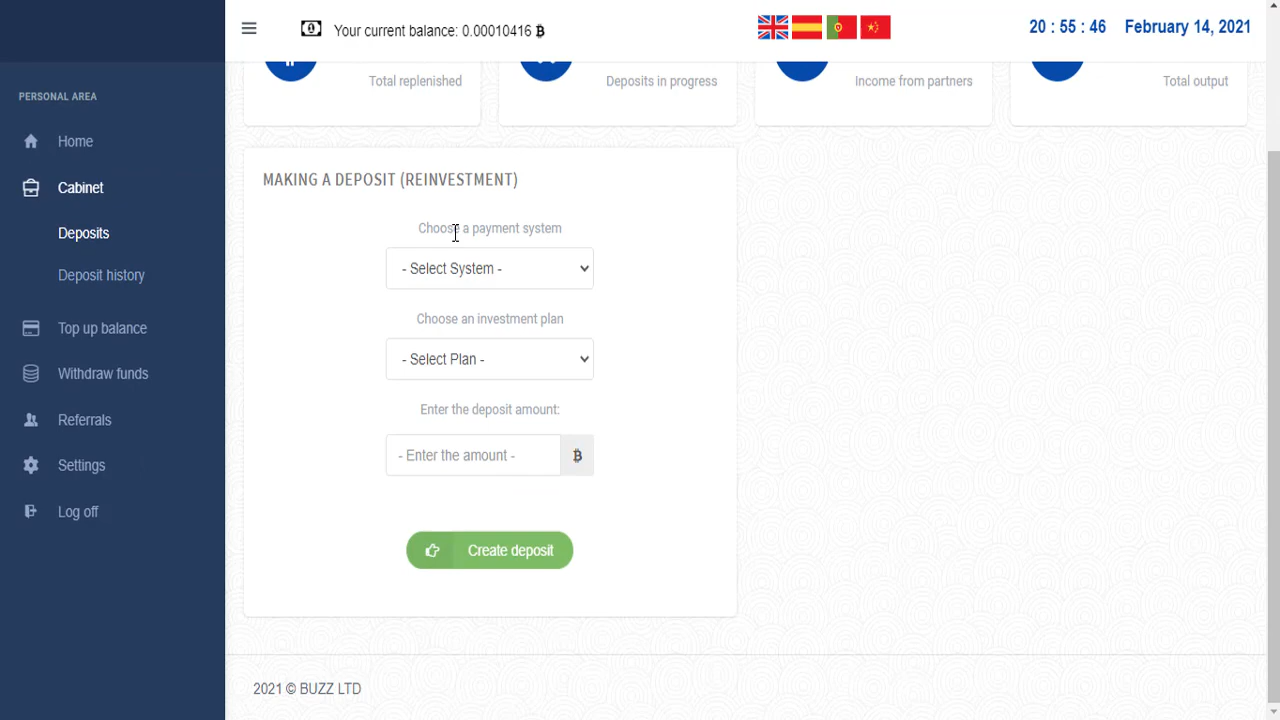 Your current balance: 0.00010416 ₿
20 : 55 : 46 February 14, 2021
PERSONAL AREA
Home
Cabinet
Deposits
Deposit history
Top up balance
Withdraw funds
Referrals
Settings
Log off
Total replenished
Deposits in progress
Income from partners
Total output
MAKING A DEPOSIT (REINVESTMENT)
Choose a payment system
- Select System -
Choose an investment plan
- Select Plan -
Enter the deposit amount:
- Enter the amount - ₿
Create deposit
2021 © BUZZ LTD